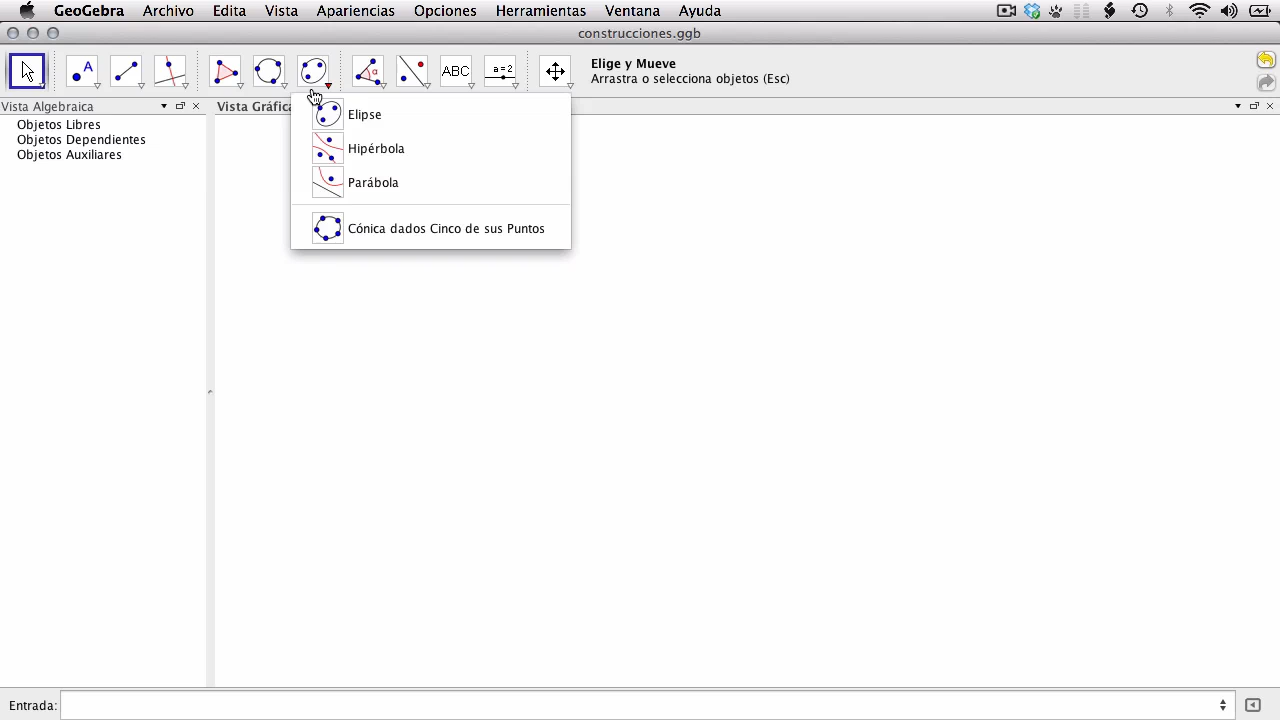 GeoGebra Archivo Edita Vista Apariencias Opciones Herramientas Ventana Ayuda
construcciones.ggb
A
α
ABC
a=2
Elige y Mueve
Arrastra o selecciona objetos (Esc)
Vista Algebraica
Vista Gráfic
Objetos Libres
Objetos Dependientes
Objetos Auxiliares
Elipse
Hipérbola
Parábola
Cónica dados Cinco de sus Puntos
Entrada: